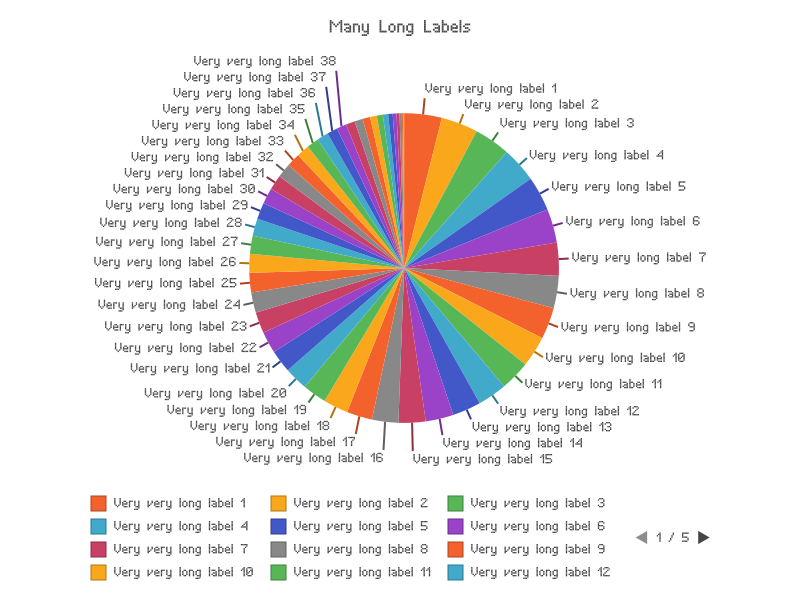 Many Long Labels
Very very long label 38
Very very long label 37
Very very long label 36
Very very long label 35
Very very long label 34
Very very long label 33
Very very long label 32
Very very long label 31
Very very long label 30
Very very long label 29
Very very long label 28
Very very long label 27
Very very long label 26
Very very long label 25
Very very long label 24
Very very long label 23
Very very long label 22
Very very long label 21
Very very long label 20
Very very long label 19
Very very long label 18
Very very long label 17
Very very long label 16
Very very long label 1
Very very long label 2
Very very long label 3
Very very long label 4
Very very long label 5
Very very long label 6
Very very long label 7
Very very long label 8
Very very long label 9
Very very long label 10
Very very long label 11
Very very long label 12
Very very long label 13
Very very long label 14
Very very long label 15
Very very long label 1 Very very long label 2 Very very long label 3
Very very long label 4 Very very long label 5 Very very long label 6
Very very long label 7 Very very long label 8 Very very long label 9
Very very long label 10 Very very long label 11 Very very long label 12
1 / 5